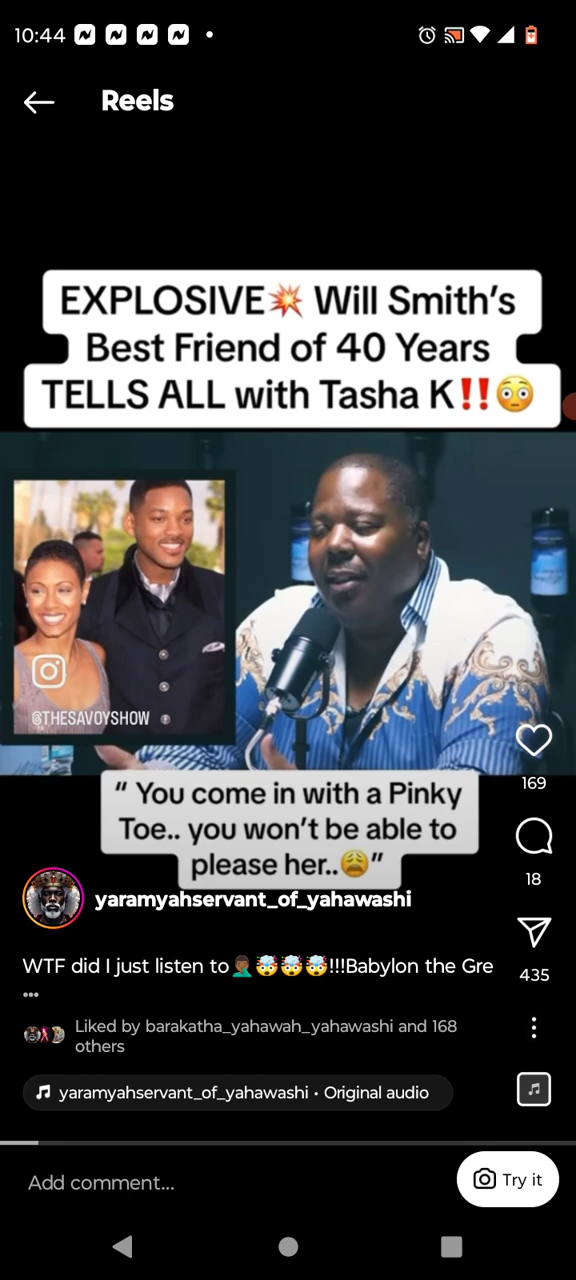 10:44
Reels
EXPLOSIVE💥 Will Smith’s
Best Friend of 40 Years
TELLS ALL with Tasha K‼️😳
@THESAVOYSHOW
“ You come in with a Pinky
Toe.. you won’t be able to
please her..😩”
169
18
435
yaramyahservant_of_yahawashi
WTF did I just listen to🤦🏾‍♂️🤯🤯🤯!!!Babylon the Gre
...
Liked by barakatha_yahawah_yahawashi and 168
others
yaramyahservant_of_yahawashi • Original audio
Add comment...
Try it